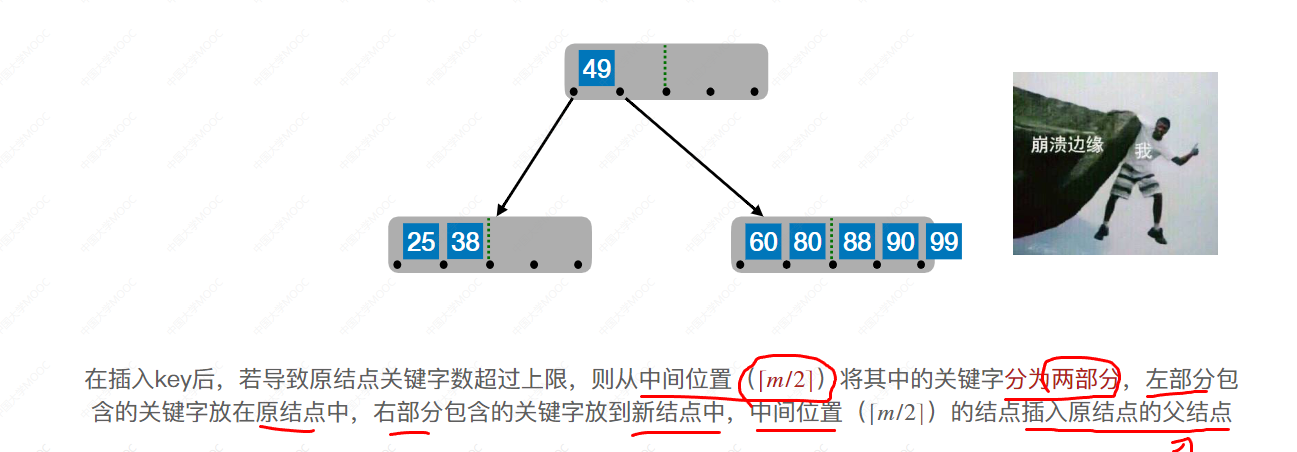 49
25 38
60 80 88 90 99
崩溃边缘 我
在插入key后，若导致原结点关键字数超过上限，则从中间位置（⌈m/2⌉）将其中的关键字分为两部分，左部分包
含的关键字放在原结点中，右部分包含的关键字放到新结点中，中间位置（⌈m/2⌉）的结点插入原结点的父结点